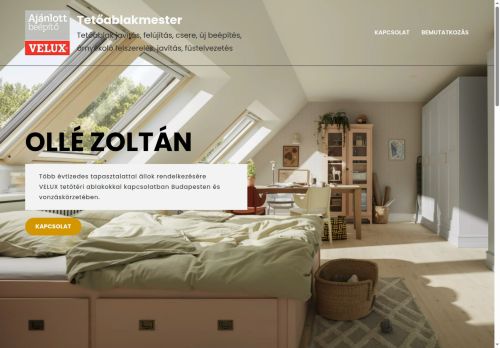 Ajánlott
beépítő
VELUX
Tetőablakmester
Tetőablak javítás, felújítás, csere, új beépítés,
árnyékoló felszerelés, javítás, füstelvezetés
KAPCSOLAT
BEMUTATKOZÁS
OLLÉ ZOLTÁN
Több évtizedes tapasztalattal állok rendelkezésére
VELUX tetőtéri ablakokkal kapcsolatban Budapesten és
vonzáskörzetében.
KAPCSOLAT